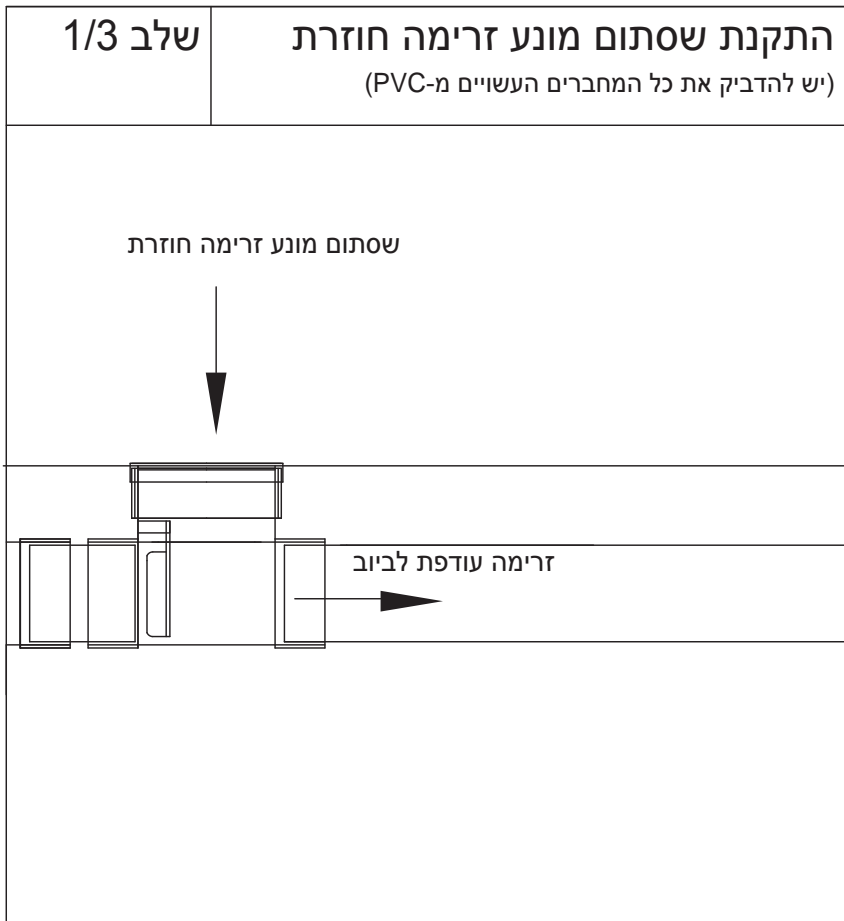 התקנת שסתום מונע זרימה חוזרת
(יש להדביק את כל המחברים העשויים מ-PVC)
שלב 1/3
שסתום מונע זרימה חוזרת
זרימה עודפת לביוב